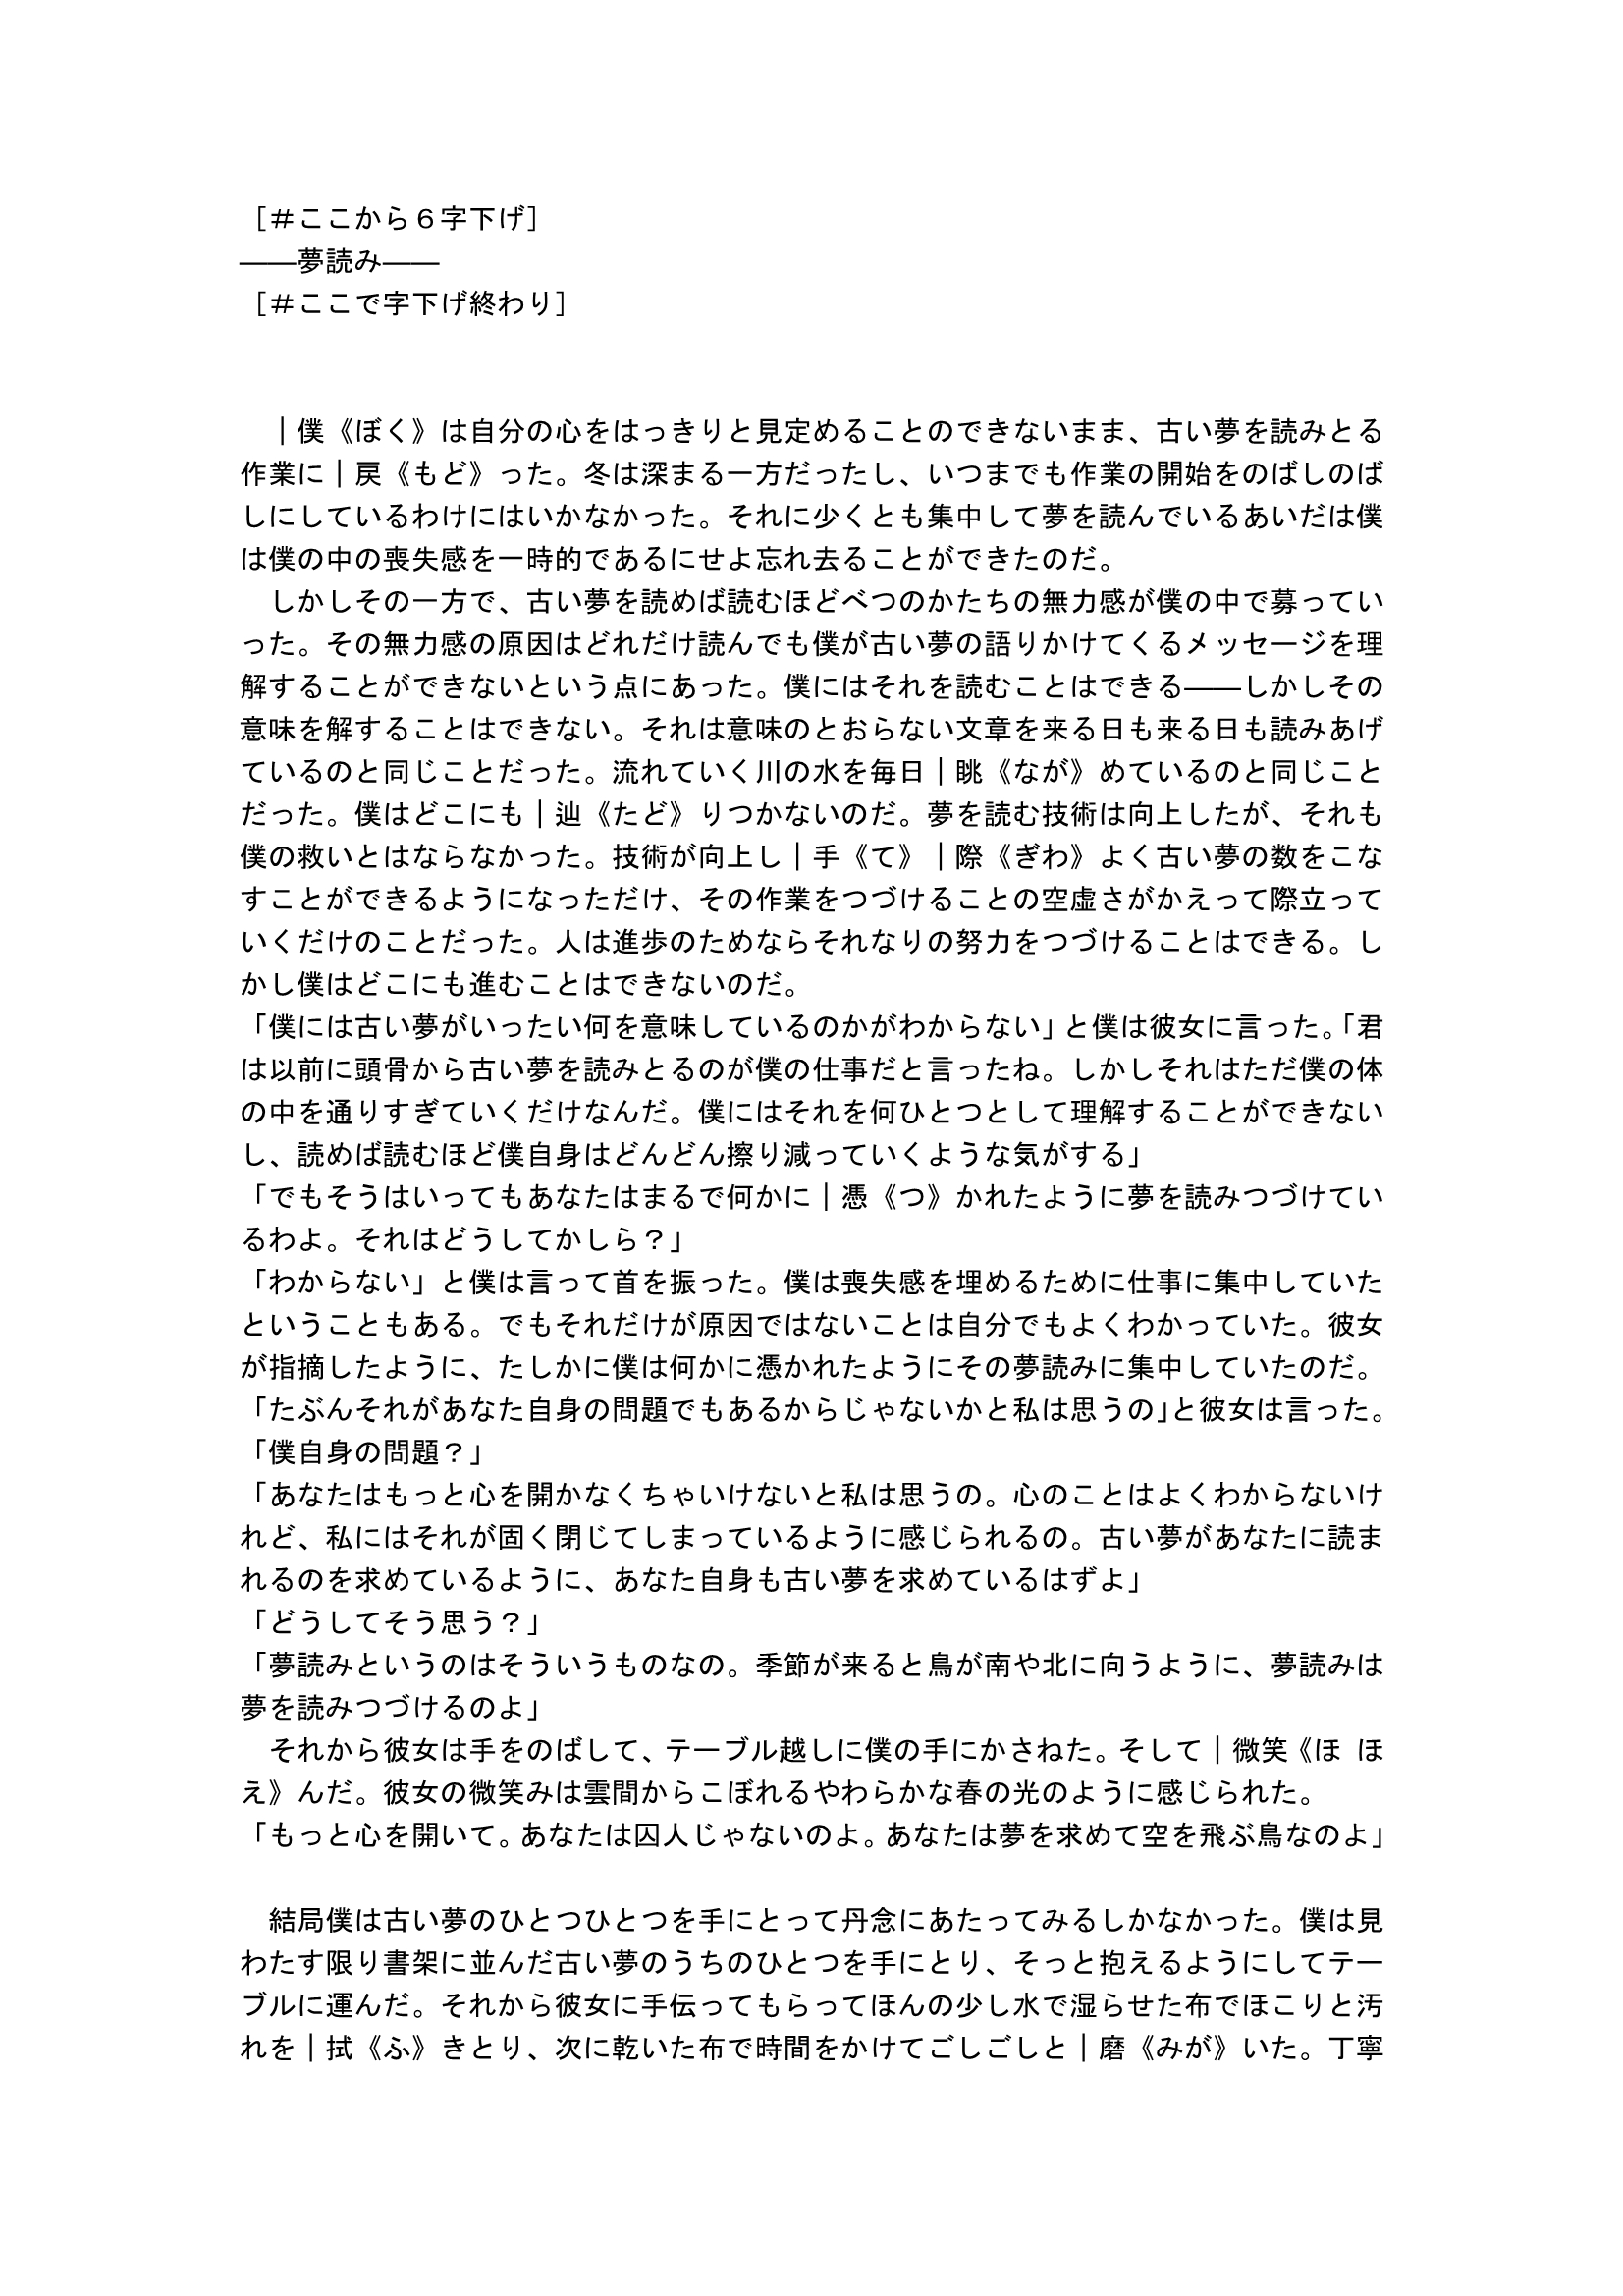 ［＃ここから６字下げ］
――夢読み――
［＃ここで字下げ終わり］
　｜僕《ぼく》は自分の心をはっきりと見定めることのできないまま、古い夢を読みとる
作業に｜戻《もど》った。冬は深まる一方だったし、いつまでも作業の開始をのばしのば
しにしているわけにはいかなかった。それに少くとも集中して夢を読んでいるあいだは僕
は僕の中の喪失感を一時的であるにせよ忘れ去ることができたのだ。
　しかしその一方で、古い夢を読めば読むほどべつのかたちの無力感が僕の中で募ってい
った。その無力感の原因はどれだけ読んでも僕が古い夢の語りかけてくるメッセージを理
解することができないという点にあった。僕にはそれを読むことはできる――しかしその
意味を解することはできない。それは意味のとおらない文章を来る日も来る日も読みあげ
ているのと同じことだった。流れていく川の水を毎日｜眺《なが》めているのと同じこと
だった。僕はどこにも｜辿《たど》りつかないのだ。夢を読む技術は向上したが、それも
僕の救いとはならなかった。技術が向上し｜手《て》｜際《ぎわ》よく古い夢の数をこな
すことができるようになっただけ、その作業をつづけることの空虚さがかえって際立って
いくだけのことだった。人は進歩のためならそれなりの努力をつづけることはできる。し
かし僕はどこにも進むことはできないのだ。
「僕には古い夢がいったい何を意味しているのかがわからない」と僕は彼女に言った。「君
は以前に頭骨から古い夢を読みとるのが僕の仕事だと言ったね。しかしそれはただ僕の体
の中を通りすぎていくだけなんだ。僕にはそれを何ひとつとして理解することができない
し、読めば読むほど僕自身はどんどん擦り減っていくような気がする」
「でもそうはいってもあなたはまるで何かに｜憑《つ》かれたように夢を読みつづけてい
るわよ。それはどうしてかしら？」
「わからない」と僕は言って首を振った。僕は喪失感を埋めるために仕事に集中していた
ということもある。でもそれだけが原因ではないことは自分でもよくわかっていた。彼女
が指摘したように、たしかに僕は何かに憑かれたようにその夢読みに集中していたのだ。
「たぶんそれがあなた自身の問題でもあるからじゃないかと私は思うの」と彼女は言った。
「僕自身の問題？」
「あなたはもっと心を開かなくちゃいけないと私は思うの。心のことはよくわからないけ
れど、私にはそれが固く閉じてしまっているように感じられるの。古い夢があなたに読ま
れるのを求めているように、あなた自身も古い夢を求めているはずよ」
「どうしてそう思う？」
「夢読みというのはそういうものなの。季節が来ると鳥が南や北に向うように、夢読みは
夢を読みつづけるのよ」
　それから彼女は手をのばして、テーブル越しに僕の手にかさねた。そして｜微笑《ほ ほ
え》んだ。彼女の微笑みは雲間からこぼれるやわらかな春の光のように感じられた。
「もっと心を開いて。あなたは囚人じゃないのよ。あなたは夢を求めて空を飛ぶ鳥なのよ」
　結局僕は古い夢のひとつひとつを手にとって丹念にあたってみるしかなかった。僕は見
わたす限り書架に並んだ古い夢のうちのひとつを手にとり、そっと抱えるようにしてテー
ブルに運んだ。それから彼女に手伝ってもらってほんの少し水で湿らせた布でほこりと汚
れを｜拭《ふ》きとり、次に乾いた布で時間をかけてごしごしと｜磨《みが》いた。丁寧